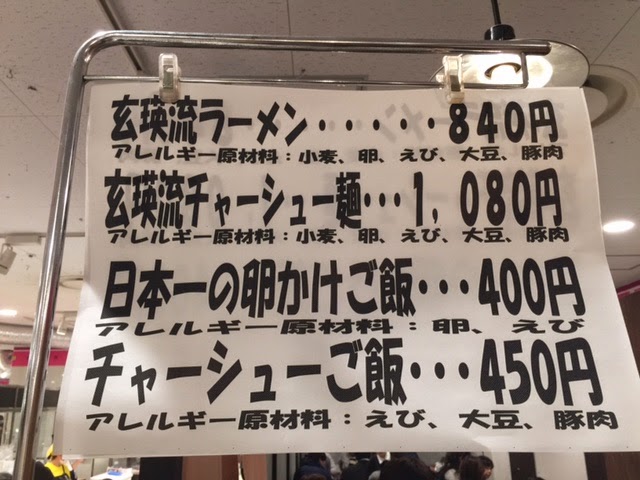 玄瑛流ラーメン・・・・・・840円
アレルギー原材料：小麦、卵、えび、大豆、豚肉
玄瑛流チャーシュー麺・・・1，080円
アレルギー原材料：小麦、卵、えび、大豆、豚肉
日本一の卵かけご飯・・・400円
アレルギー原材料：卵、えび
チャーシューご飯・・・450円
アレルギー原材料：えび、大豆、豚肉